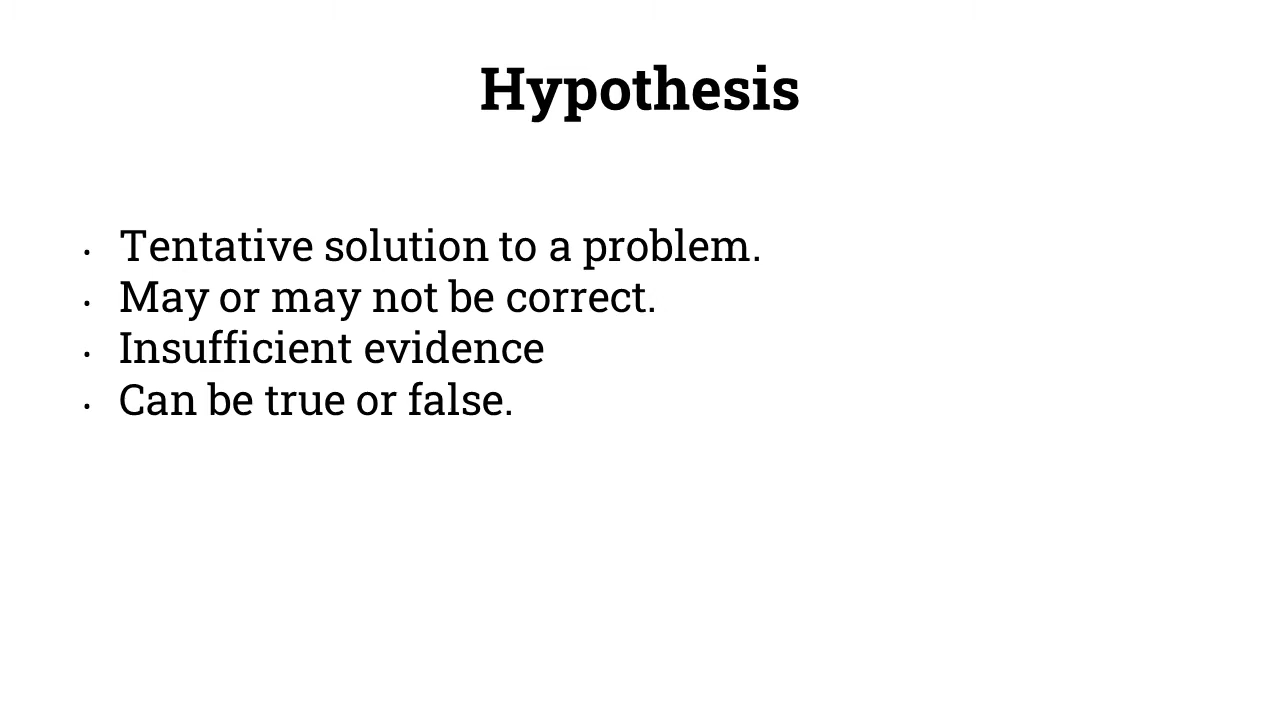 Hypothesis
· Tentative solution to a problem.
· May or may not be correct.
· Insufficient evidence
· Can be true or false.